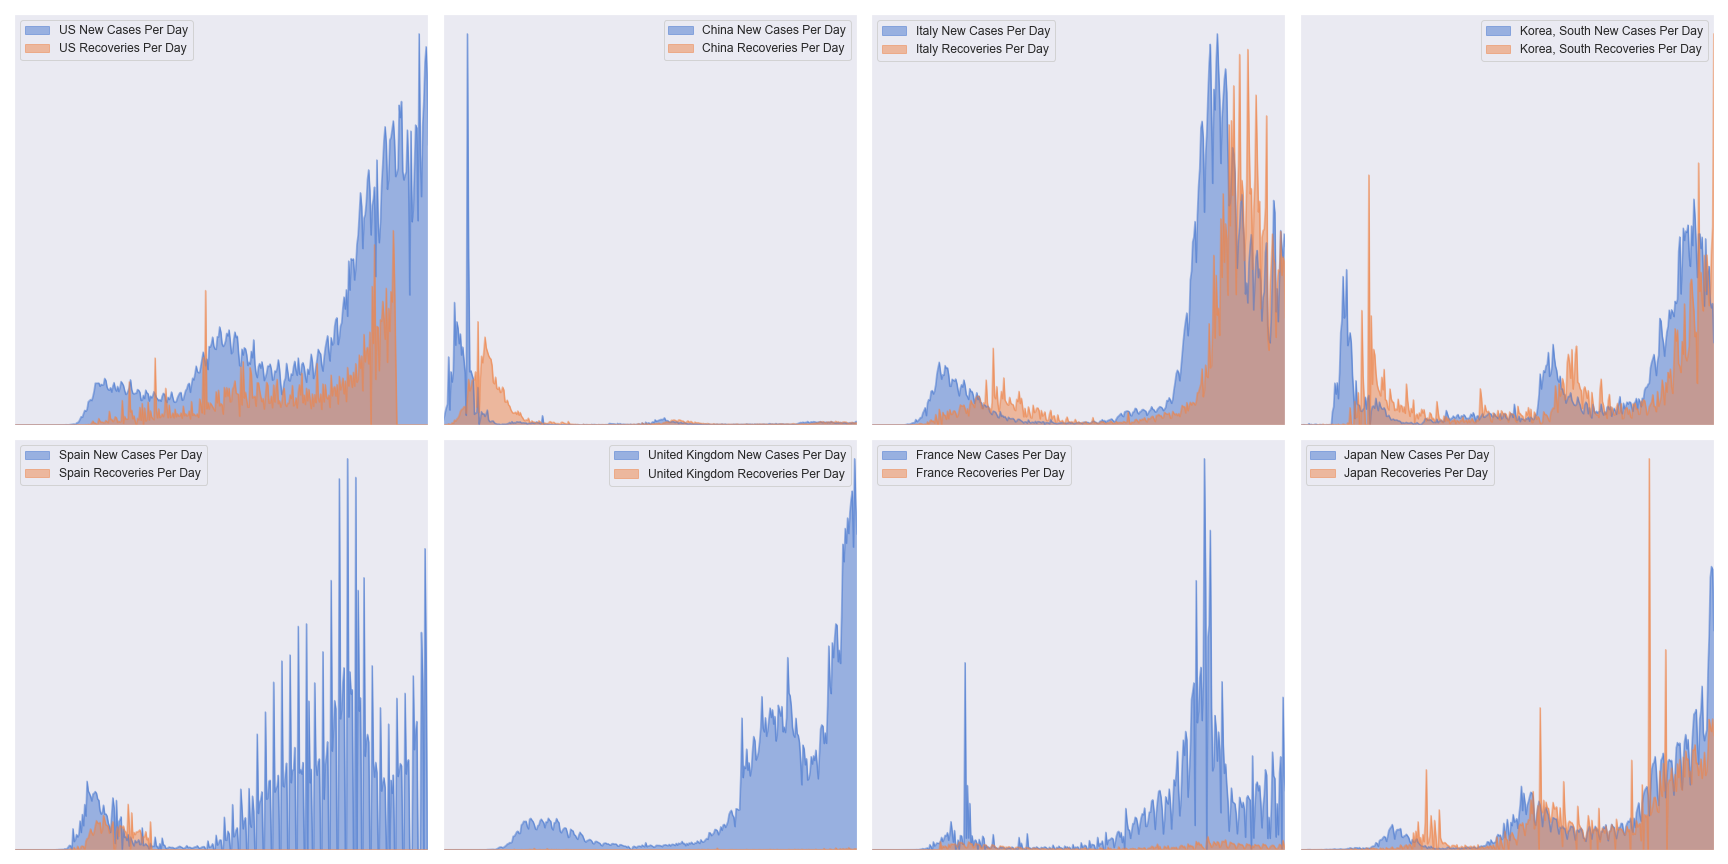 US New Cases Per Day
US Recoveries Per Day
China New Cases Per Day
China Recoveries Per Day
Italy New Cases Per Day
Italy Recoveries Per Day
Korea, South New Cases Per Day
Korea, South Recoveries Per Day
Spain New Cases Per Day
Spain Recoveries Per Day
United Kingdom New Cases Per Day
United Kingdom Recoveries Per Day
France New Cases Per Day
France Recoveries Per Day
Japan New Cases Per Day
Japan Recoveries Per Day